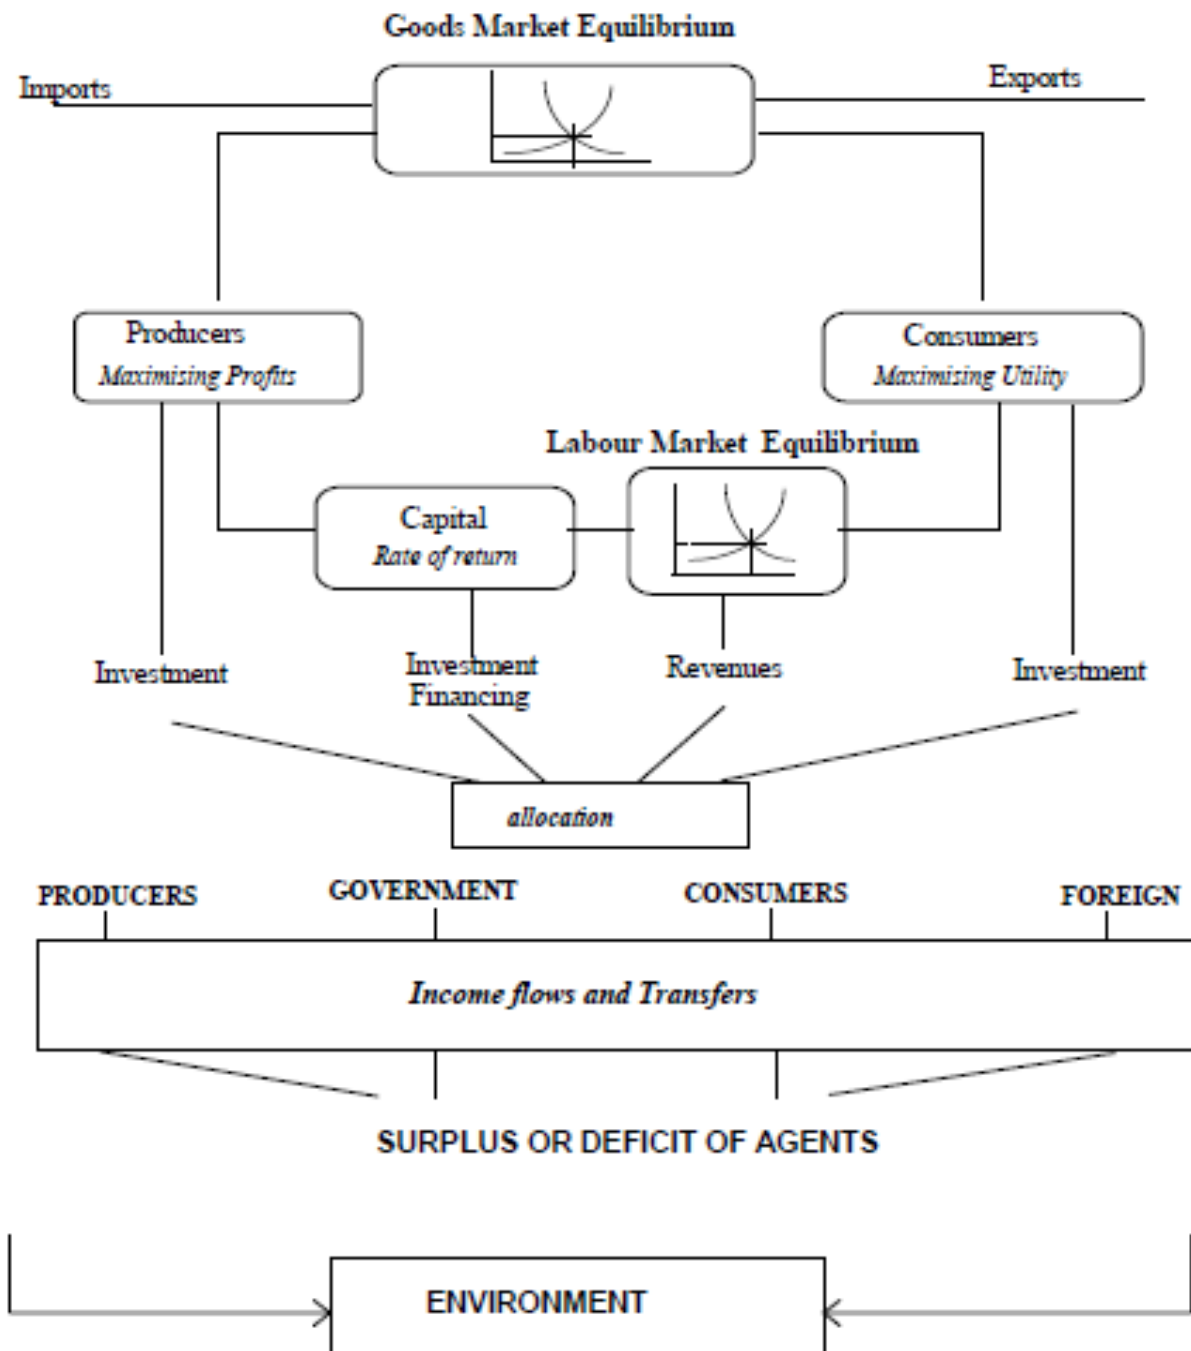 Goods Market Equilibrium
Imports
Exports
Producers
Maximising Profits
Consumers
Maximising Utility
Labour Market Equilibrium
Capital
Rate of return
Investment
Investment
Financing
Revenues
Investment
allocation
PRODUCERS
GOVERNMENT
CONSUMERS
FOREIGN
Income flows and Transfers
SURPLUS OR DEFICIT OF AGENTS
ENVIRONMENT